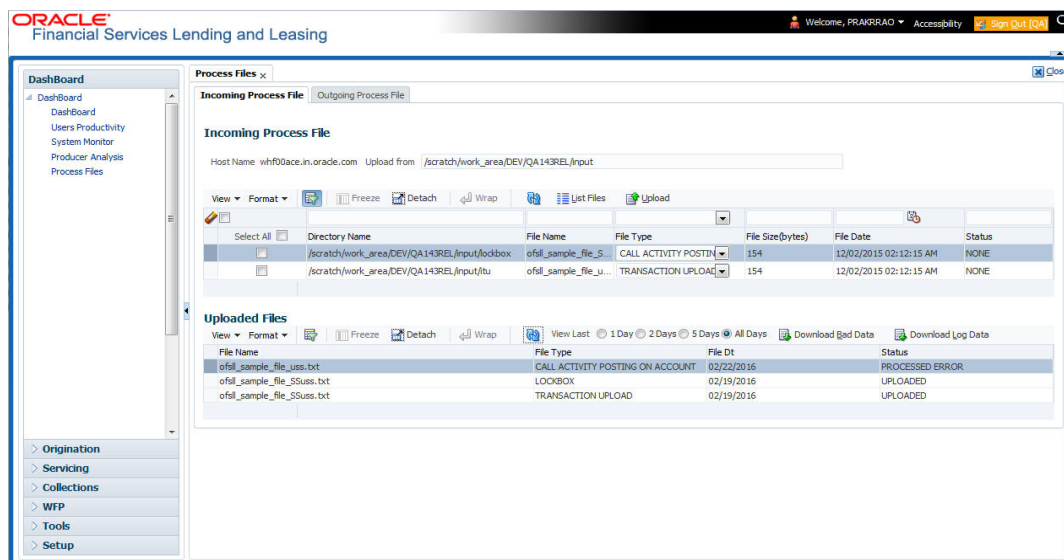 ORACLE
Financial Services Lending and Leasing
Welcome, PRAKRRAO Accessibility Sign Out [QA]
DashBoard
DashBoard
DashBoard
Users Productivity
System Monitor
Producer Analysis
Process Files
Origination
Servicing
Collections
WFP
Tools
Setup
Process Files x
Clos
Incoming Process File Outgoing Process File
Incoming Process File
Host Name whf00ace.in.oracle.com Upload from /scratch/work_area/DEV/QA143REL/input
View Format Freeze Detach Wrap List Files Upload
Select All Directory Name File Name File Type File Size(bytes) File Date Status
/scratch/work_area/DEV/QA143REL/input/lockbox ofsll_sample_file_S... CALL ACTIVITY POSTIN 154 12/02/2015 02:12:15 AM NONE
/scratch/work_area/DEV/QA143REL/input/itu ofsll_sample_file_u... TRANSACTION UPLOAD 154 12/02/2015 02:12:15 AM NONE
Uploaded Files
View Format Freeze Detach Wrap View Last 1 Day 2 Days 5 Days All Days Download Bad Data Download Log Data
File Name File Type File Dt Status
ofsll_sample_file_uss.txt CALL ACTIVITY POSTING ON ACCOUNT 02/22/2016 PROCESSED ERROR
ofsll_sample_file_SSuss.txt LOCKBOX 02/19/2016 UPLOADED
ofsll_sample_file_SSuss.txt TRANSACTION UPLOAD 02/19/2016 UPLOADED